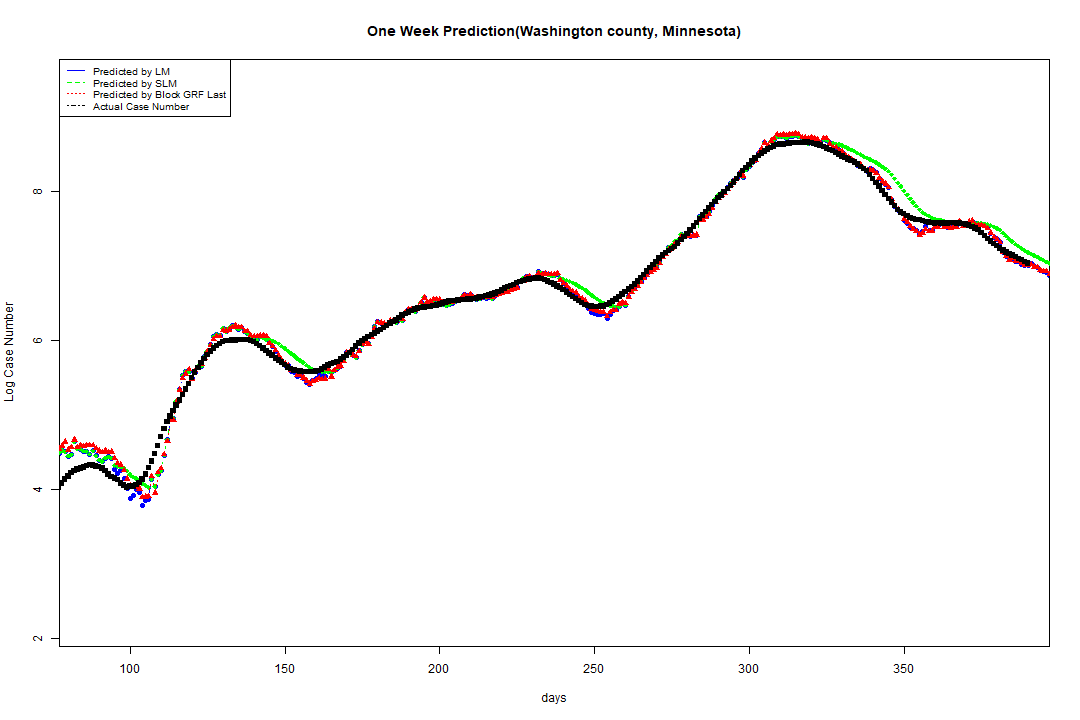 One Week Prediction(Washington county, Minnesota)
Predicted by LM
Predicted by SLM
Predicted by Block GRF Last
Actual Case Number
8
6
4
2
Log Case Number
100 150 200 250 300 350
days